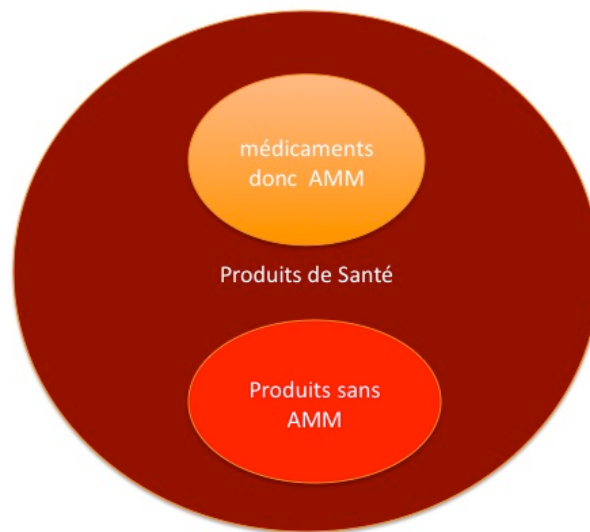 médicaments
donc AMM
Produits de Santé
Produits sans
AMM